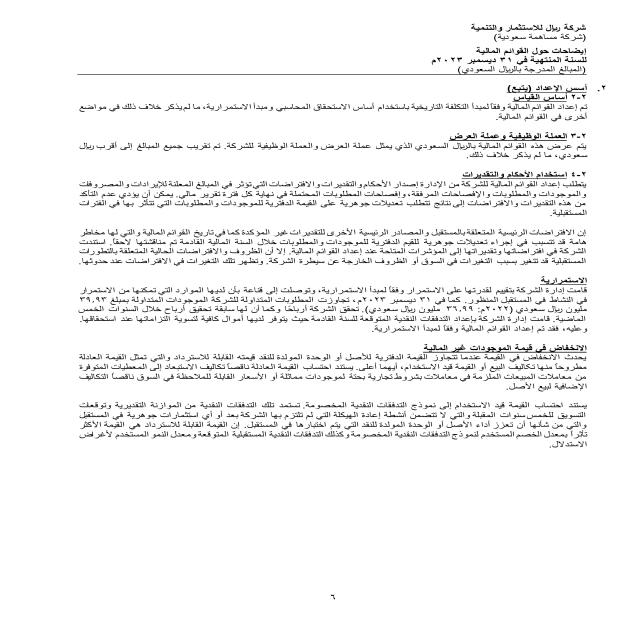 شركة ريال للاستثمار والتنمية
(شركة مساهمة سعودية)
إيضاحات حول القوائم المالية
للسنة المنتهية في ٣١ ديسمبر ٢٠٢٣م
(المبالغ المدرجة بالريال السعودي)
٢. أسس الإعداد (يتبع)
٢-٢ أساس القياس
تم إعداد القوائم المالية وفقاً لمبدأ التكلفة التاريخية باستخدام أساس الاستحقاق المحاسبي ومبدأ الاستمرارية، ما لم يذكر خلاف ذلك في مواضع
أخرى في القوائم المالية.
٢-٣ العملة الوظيفية وعملة العرض
يتم عرض هذه القوائم المالية بالريال السعودي الذي يمثل عملة العرض والعملة الوظيفية للشركة. تم تقريب جميع المبالغ إلى أقرب ريال
سعودي، ما لم يذكر خلاف ذلك.
٢-٤ استخدام الأحكام والتقديرات
يتطلب إعداد القوائم المالية للشركة من الإدارة إصدار الأحكام والتقديرات والافتراضات التي تؤثر في المبالغ المعلنة للإيرادات والمصروفات
والموجودات والمطلوبات والإفصاحات المرفقة، وإفصاحات المطلوبات المحتملة في نهاية كل فترة تقرير مالي. يمكن أن يؤدي عدم التأكد
من هذه التقديرات والافتراضات إلى نتائج تتطلب تعديلات جوهرية على القيمة الدفترية للموجودات والمطلوبات التي تتأثر بها في الفترات
المستقبلية.
إن الافتراضات الرئيسية المتعلقة بالمستقبل والمصادر الرئيسية الأخرى للتقديرات غير المؤكدة كما في تاريخ القوائم المالية والتي لها مخاطر
هامة قد تتسبب في إجراء تعديلات جوهرية للقيم الدفترية للموجودات والمطلوبات خلال السنة المالية القادمة تم مناقشتها لاحقاً. استندت
الشركة في افتراضاتها وتقديراتها إلى المؤشرات المتاحة عند إعداد القوائم المالية. إلا أن الظروف والافتراضات الحالية المتعلقة بالتطورات
المستقبلية قد تتغير بسبب التغيرات في السوق أو الظروف الخارجة عن سيطرة الشركة. وتظهر تلك التغيرات في الافتراضات عند حدوثها.
الاستمرارية
قامت إدارة الشركة بتقييم لقدرتها على الاستمرار وفقاً لمبدأ الاستمرارية، وتوصلت إلى قناعة بأن لديها الموارد التي تمكنها من الاستمرار
في النشاط في المستقبل المنظور. كما في ٣١ ديسمبر ٢٠٢٣م، تجاوزت المطلوبات المتداولة للشركة الموجودات المتداولة بمبلغ ٣٩,٩٣
مليون ريال سعودي (٢٠٢٢م: ٣٦,٩٩ مليون ريال سعودي). تحقق الشركة أرباحًا وكما أن لها سابقة تحقيق أرباح خلال السنوات الخمس
الماضية. قامت إدارة الشركة بإعداد التدفقات النقدية المتوقعة للسنة القادمة حيث يتوفر لديها أموال كافية لتسوية التزاماتها عند استحقاقها.
وعليه، فقد تم إعداد القوائم المالية وفقاً لمبدأ الاستمرارية.
الانخفاض في قيمة الموجودات غير المالية
يحدث الانخفاض في القيمة عندما تتجاوز القيمة الدفترية للأصل أو الوحدة المولدة للنقد قيمته القابلة للاسترداد والتي تمثل القيمة العادلة
مطروحًا منها تكاليف البيع أو القيمة قيد الاستخدام، أيهما أعلى. يستند احتساب القيمة العادلة ناقصاً تكاليف الاستبعاد إلى المعطيات المتوفرة
من معاملات المبيعات الملزمة في معاملات بشروط تجارية بحتة لموجودات مماثلة أو الأسعار القابلة للملاحظة في السوق ناقصاً التكاليف
الإضافية لبيع الأصل.
يستند احتساب القيمة قيد الاستخدام إلى نموذج التدفقات النقدية المخصومة. تستمد تلك التدفقات النقدية من الموازنة التقديرية وتوقعات
التسويق للخمس سنوات المقبلة والتي لا تتضمن أنشطة إعادة الهيكلة التي لم تلتزم بها الشركة بعد أو أي استثمارات جوهرية في المستقبل
والتي من شأنها أن تعزز أداء الأصل أو الوحدة المولدة للنقد التي يتم اختبارها في المستقبل. إن القيمة القابلة للاسترداد هي القيمة الأكثر
تأثراً بمعدل الخصم المستخدم لنموذج التدفقات النقدية المخصومة وكذلك التدفقات النقدية المستقبلية المتوقعة ومعدل النمو المستخدم لأغراض
الاستدلال.
٦